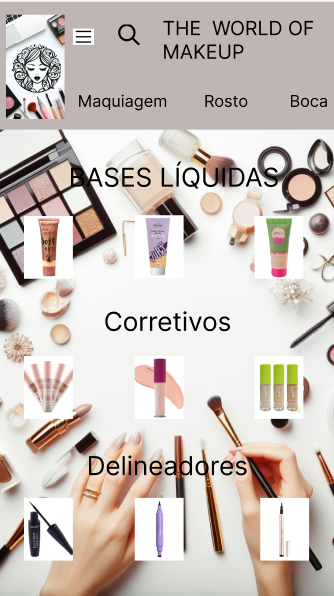 THE WORLD OF
MAKEUP
Maquiagem Rosto Boca
BASES LÍQUIDAS
Corretivos
Delineadores